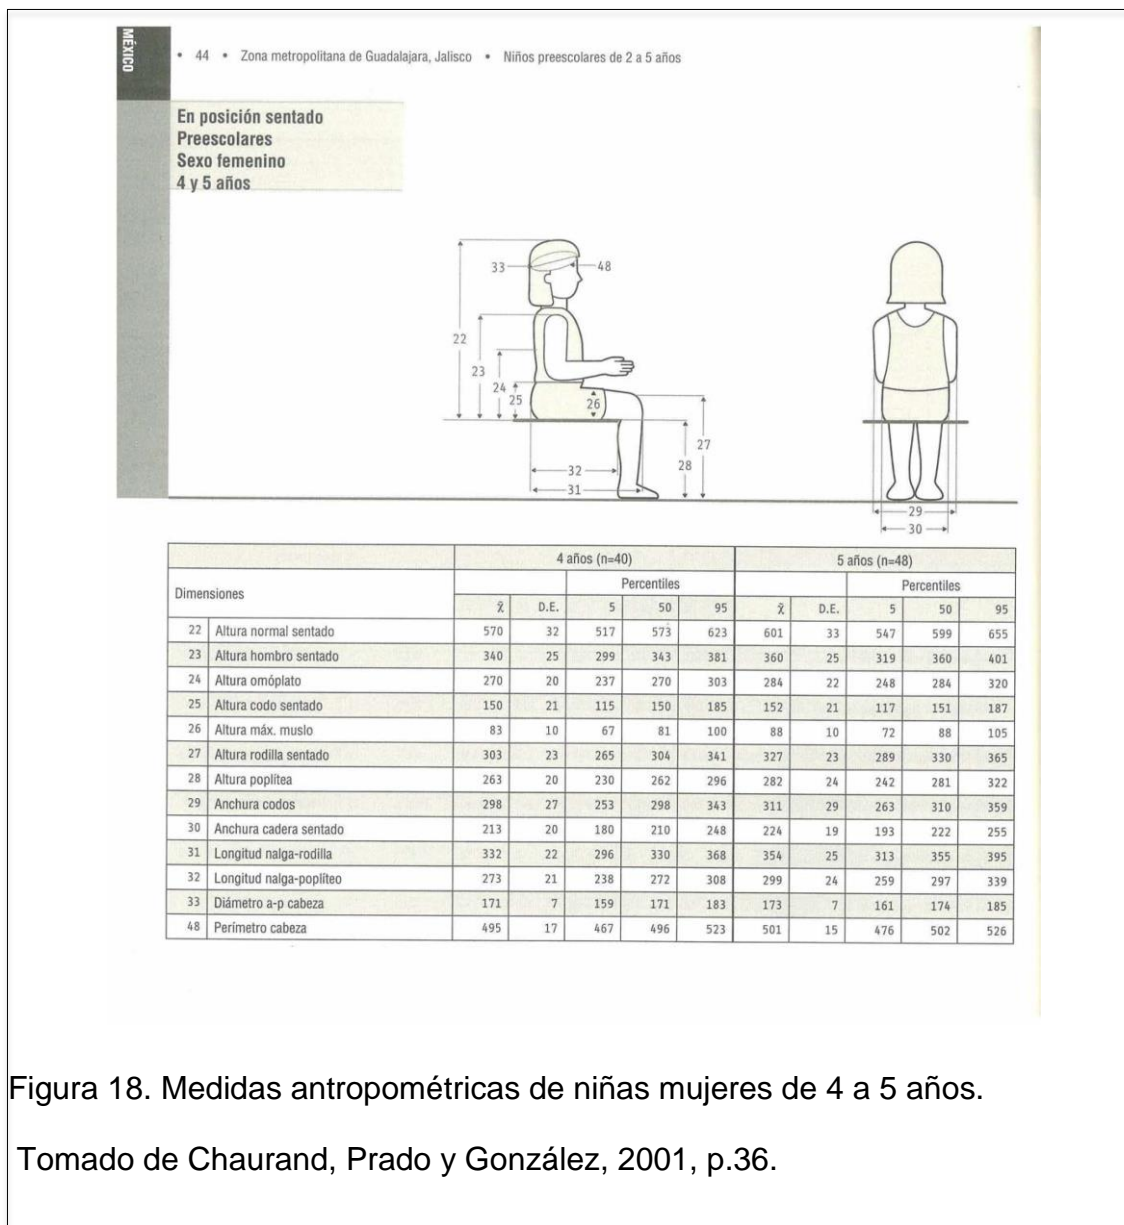 MÉXICO
• 44 • Zona metropolitana de Guadalajara, Jalisco • Niños preescolares de 2 a 5 años
En posición sentado
Preescolares
Sexo femenino
4 y 5 años
33 48
22
23
24
25
26
27
28
32
31
29
30
4 años (n=40) 5 años (n=48)
Dimensiones Percentiles Percentiles
x̄ D.E. 5 50 95 x̄ D.E. 5 50 95
22 Altura normal sentado 570 32 517 573 623 601 33 547 599 655
23 Altura hombro sentado 340 25 299 343 381 360 25 319 360 401
24 Altura omóplato 270 20 237 270 303 284 22 248 284 320
25 Altura codo sentado 150 21 115 150 185 152 21 117 151 187
26 Altura máx. muslo 83 10 67 81 100 88 10 72 88 105
27 Altura rodilla sentado 303 23 265 304 341 327 23 289 330 365
28 Altura poplítea 263 20 230 262 296 282 24 242 281 322
29 Anchura codos 298 27 253 298 343 311 29 263 310 359
30 Anchura cadera sentado 213 20 180 210 248 224 19 193 222 255
31 Longitud nalga-rodilla 332 22 296 330 368 354 25 313 355 395
32 Longitud nalga-poplíteo 273 21 238 272 308 299 24 259 297 339
33 Diámetro a-p cabeza 171 7 159 171 183 173 7 161 174 185
48 Perímetro cabeza 495 17 467 496 523 501 15 476 502 526
Figura 18. Medidas antropométricas de niñas mujeres de 4 a 5 años.
Tomado de Chaurand, Prado y González, 2001, p.36.